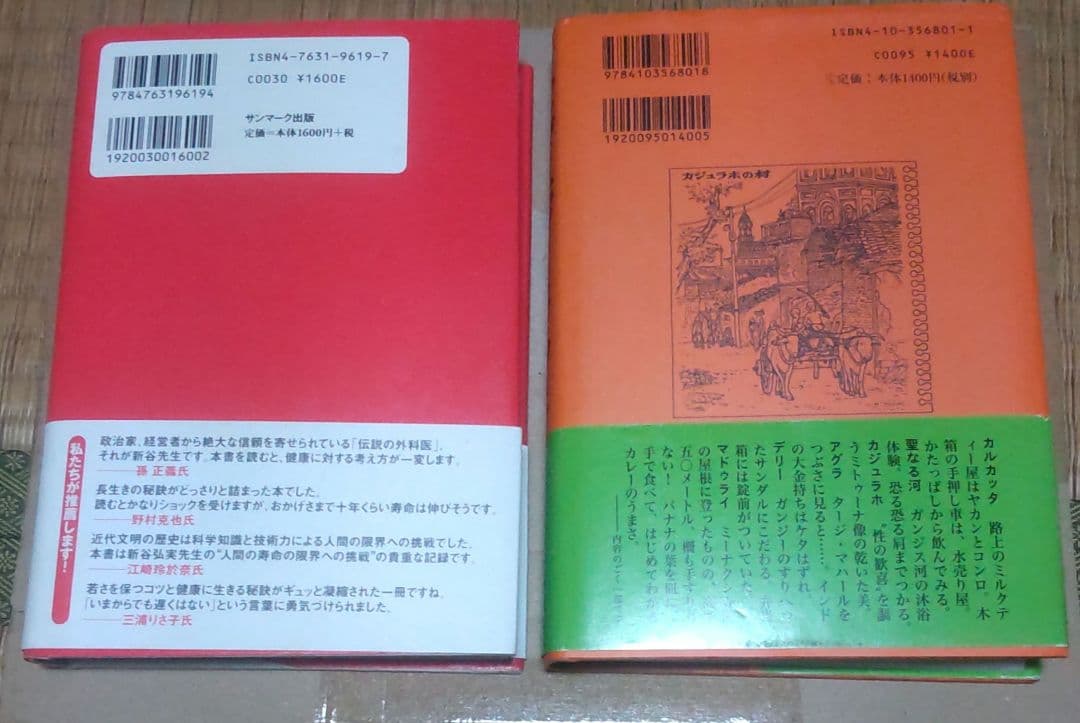 ISBN4-7631-9619-7
C0030 ¥1600E
9784763196194
サンマーク出版
定価=本体1600円+税
1920030016002
私たちが推薦します!
政治家、経営者から絶大な信頼を寄せられている「伝説の外科医」、
それが新谷先生です。本書を読むと、健康に対する考え方が一変します。
孫 正義氏
長生きの秘訣がどっさりと詰まった本でした。
読むとかなりショックを受けますが、おかげさまで十年くらい寿命は伸びそうです。
野村克也氏
近代文明の歴史は科学知識と技術力による人間の限界への挑戦でした。
本書は新谷弘実先生の“人間の寿命の限界への挑戦”の貴重な記録です。
江崎玲於奈氏
若さを保つコツと健康に生きる秘訣がギュッと凝縮された一冊ですね。
「いまからでも遅くはない」という言葉に勇気づけられました。
三浦りさ子氏
ISBN4-10-356801-1
C0095 ¥1400E
9784103568018
定価:本体1400円(税別)
1920095014005
カジュラホの村
カルカッタ 路上のミルクテ
ィー屋はヤカンとコンロ。木
箱の手押し車は、水売り屋。
かたっぱしから飲んでみる。
聖なる河 ガンジス河の沐浴
体験、恐る恐る肩までつかる。
カジュラホ “性の歓喜”を謳
うミトゥーナ像の乾いた美。
アグラ タージ・マハールを
つぶさに見ると……。インド
の大金持ちはケタはずれ
デリー ガンジーのすり
たサンダルにこだわる。
箱には錠前がついていた。
マドゥライ ミーナクシ
の屋根に登ったものの、
五〇メートル、柵も手すり
ない! バナナの葉を皿に
手で食べて、はじめてわか
カレーのうまさ。